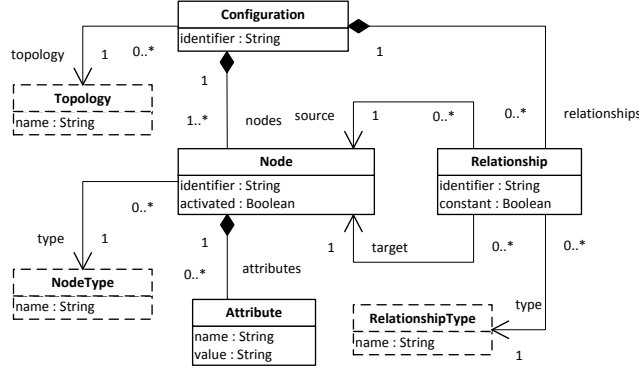 Configuration
identifier : String
topology
1
0..*
1
1
Topology
name : String
1..*
nodes
source
1
0..*
0..*
relationships
Node
identifier : String
activated : Boolean
Relationship
identifier : String
constant : Boolean
0..*
type
1
1
attributes
0..*
1
target
0..*
0..*
NodeType
name : String
Attribute
name : String
value : String
RelationshipType
name : String
type
1